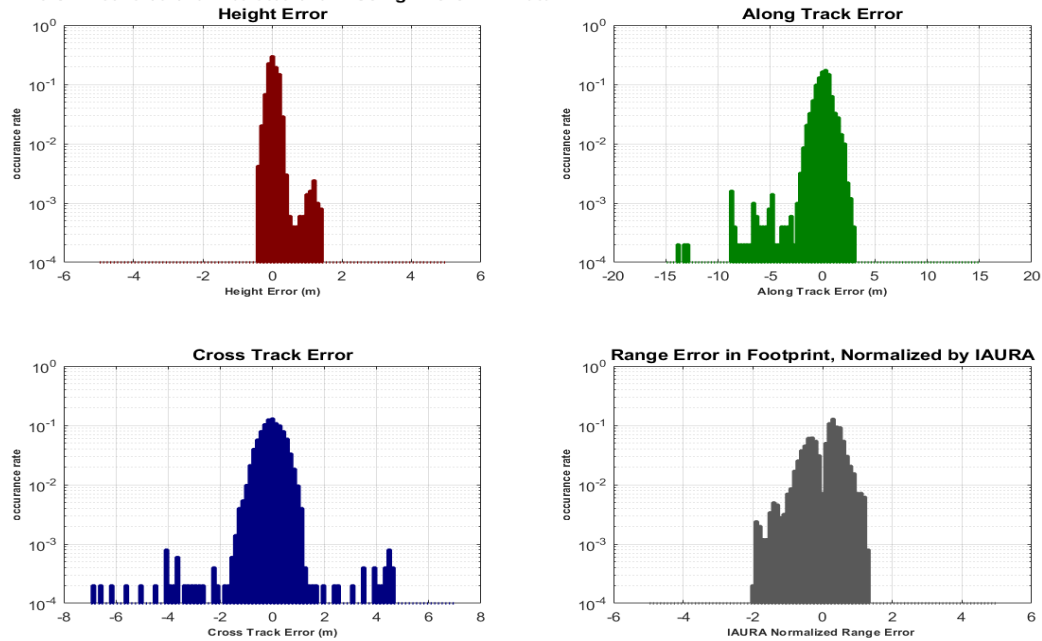 Height Error
10^0
10^-1
10^-2
10^-3
10^-4
occurance rate
-6 -4 -2 0 2 4 6
Height Error (m)
Along Track Error
10^0
10^-1
10^-2
10^-3
10^-4
occurance rate
-20 -15 -10 -5 0 5 10 15 20
Along Track Error (m)
Cross Track Error
10^0
10^-1
10^-2
10^-3
10^-4
occurance rate
-8 -6 -4 -2 0 2 4 6 8
Cross Track Error (m)
Range Error in Footprint, Normalized by IAURA
10^0
10^-1
10^-2
10^-3
10^-4
occurance rate
-6 -4 -2 0 2 4 6
IAURA Normalized Range Error